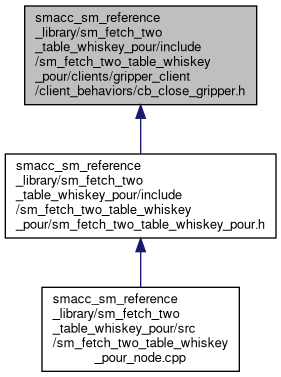 smacc_sm_reference
_library/sm_fetch_two
_table_whiskey_pour/include
/sm_fetch_two_table_whiskey
_pour/clients/gripper_client
/client_behaviors/cb_close_gripper.h
smacc_sm_reference
_library/sm_fetch_two
_table_whiskey_pour/include
/sm_fetch_two_table_whiskey
_pour/sm_fetch_two_table_whiskey_pour.h
smacc_sm_reference
_library/sm_fetch_two
_table_whiskey_pour/src
/sm_fetch_two_table_whiskey
_pour_node.cpp